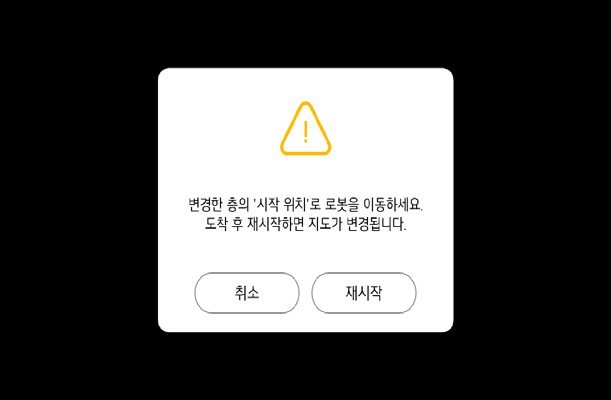 변경한 층의 '시작 위치'로 로봇을 이동하세요.
도착 후 재시작하면 지도가 변경됩니다.
취소
재시작